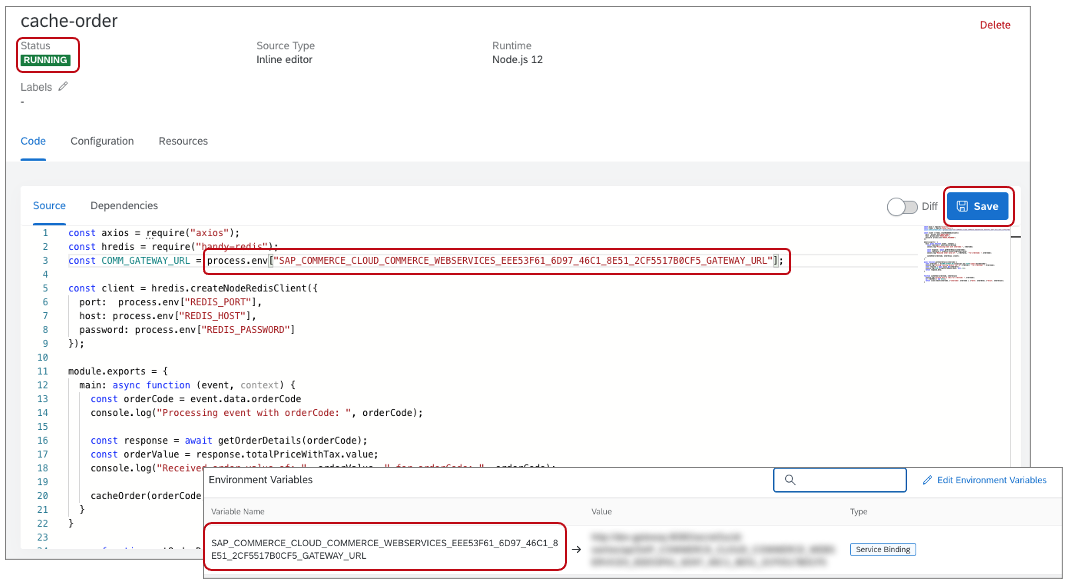 cache-order
Delete
Status
Source Type
Runtime
RUNNING
Inline editor
Node.js 12
Labels
-
Code
Configuration
Resources
Source
Dependencies
Diff
Save
1 const axios = require("axios");
2 const hredis = require("handy-redis");
3 const COMM_GATEWAY_URL = process.env["SAP_COMMERCE_CLOUD_COMMERCE_WEBSERVICES_EEE53F61_6D97_46C1_8E51_2CF5517B0CF5_GATEWAY_URL"];
4
5 const client = hredis.createNodeRedisClient({
6 port: process.env["REDIS_PORT"],
7 host: process.env["REDIS_HOST"],
8 password: process.env["REDIS_PASSWORD"]
9 });
10
11 module.exports = {
12 main: async function (event, context) {
13 const orderCode = event.data.orderCode
14 console.log("Processing event with orderCode: ", orderCode);
15
16 const response = await getOrderDetails(orderCode);
17 const orderValue = response.totalPriceWithTax.value;
18 console.log("Received order value of: ", orderValue, " for orderCode: ", orderCode);
19
20 cacheOrder(orderCode
21 }
22 }
23
Environment Variables
Edit Environment Variables
Variable Name
Value
Type
SAP_COMMERCE_CLOUD_COMMERCE_WEBSERVICES_EEE53F61_6D97_46C1_8
E51_2CF5517B0CF5_GATEWAY_URL
Service Binding